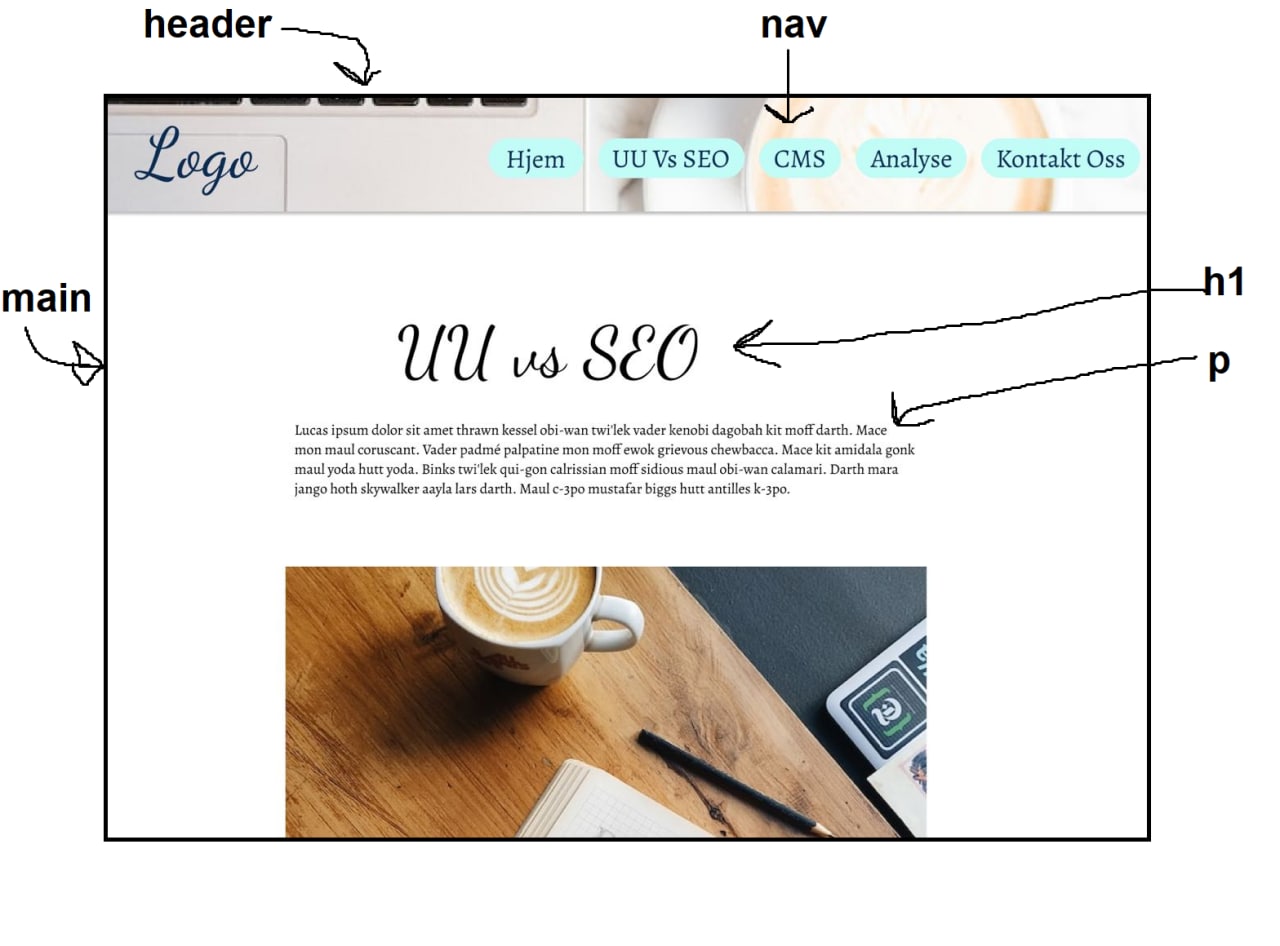 header
nav
Logo
Hjem
UU Vs SEO
CMS
Analyse
Kontakt Oss
main
h1
UU vs SEO
p
Lucas ipsum dolor sit amet thrawn kessel obi-wan twi'lek vader kenobi dagobah kit moff darth. Mace
mon maul coruscant. Vader padmé palpatine mon moff ewok grievous chewbacca. Mace kit amidala gonk
maul yoda hutt yoda. Binks twi'lek qui-gon calrissian moff sidious maul obi-wan calamari. Darth mara
jango hoth skywalker aayla lars darth. Maul c-3po mustafar biggs hutt antilles k-3po.